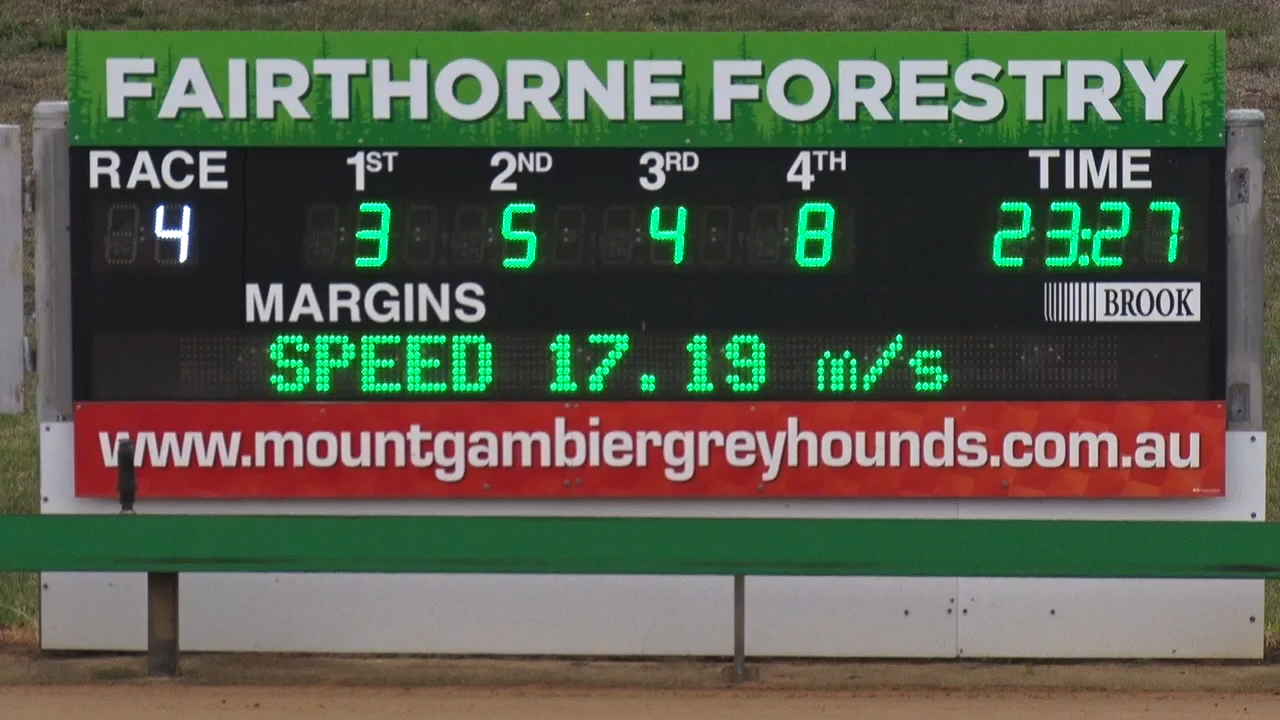 FAIRTHORNE FORESTRY
RACE 1ST 2ND 3RD 4TH TIME
4 3 5 4 8 23:27
MARGINS BROOK
SPEED 17.19 m/s
www.mountgambiergreyhounds.com.au